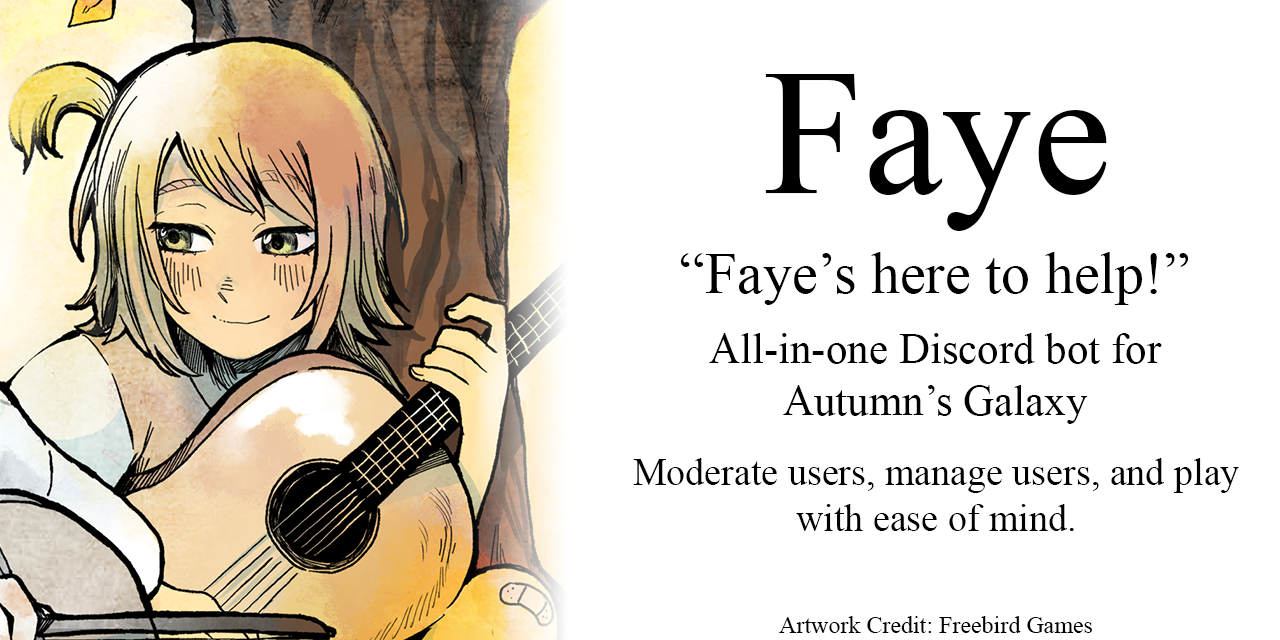 Faye
“Faye’s here to help!”
All-in-one Discord bot for
Autumn’s Galaxy
Moderate users, manage users, and play
with ease of mind.
Artwork Credit: Freebird Games